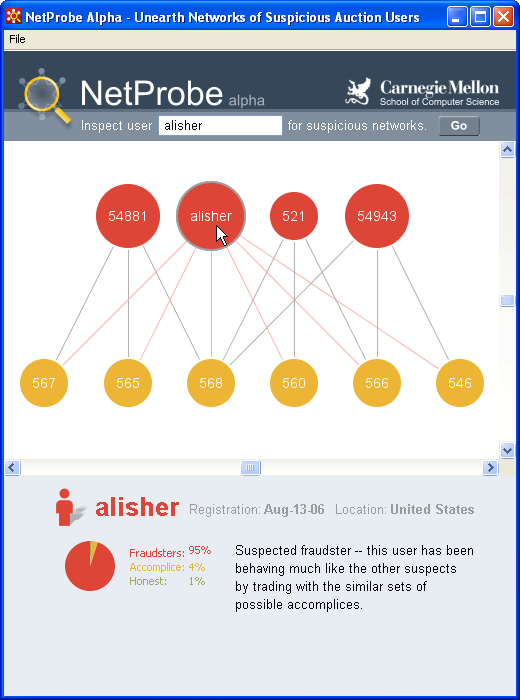 NetProbe Alpha - Unearth Networks of Suspicious Auction Users
File
NetProbe alpha
Carnegie Mellon
School of Computer Science
Inspect user alisher for suspicious networks. Go
54881 alisher 521 54943
567 565 568 560 566 546
alisher Registration: Aug-13-06 Location: United States
Fraudsters: 95%
Accomplice: 4%
Honest: 1%
Suspected fraudster -- this user has been
behaving much like the other suspects
by trading with the similar sets of
possible accomplices.